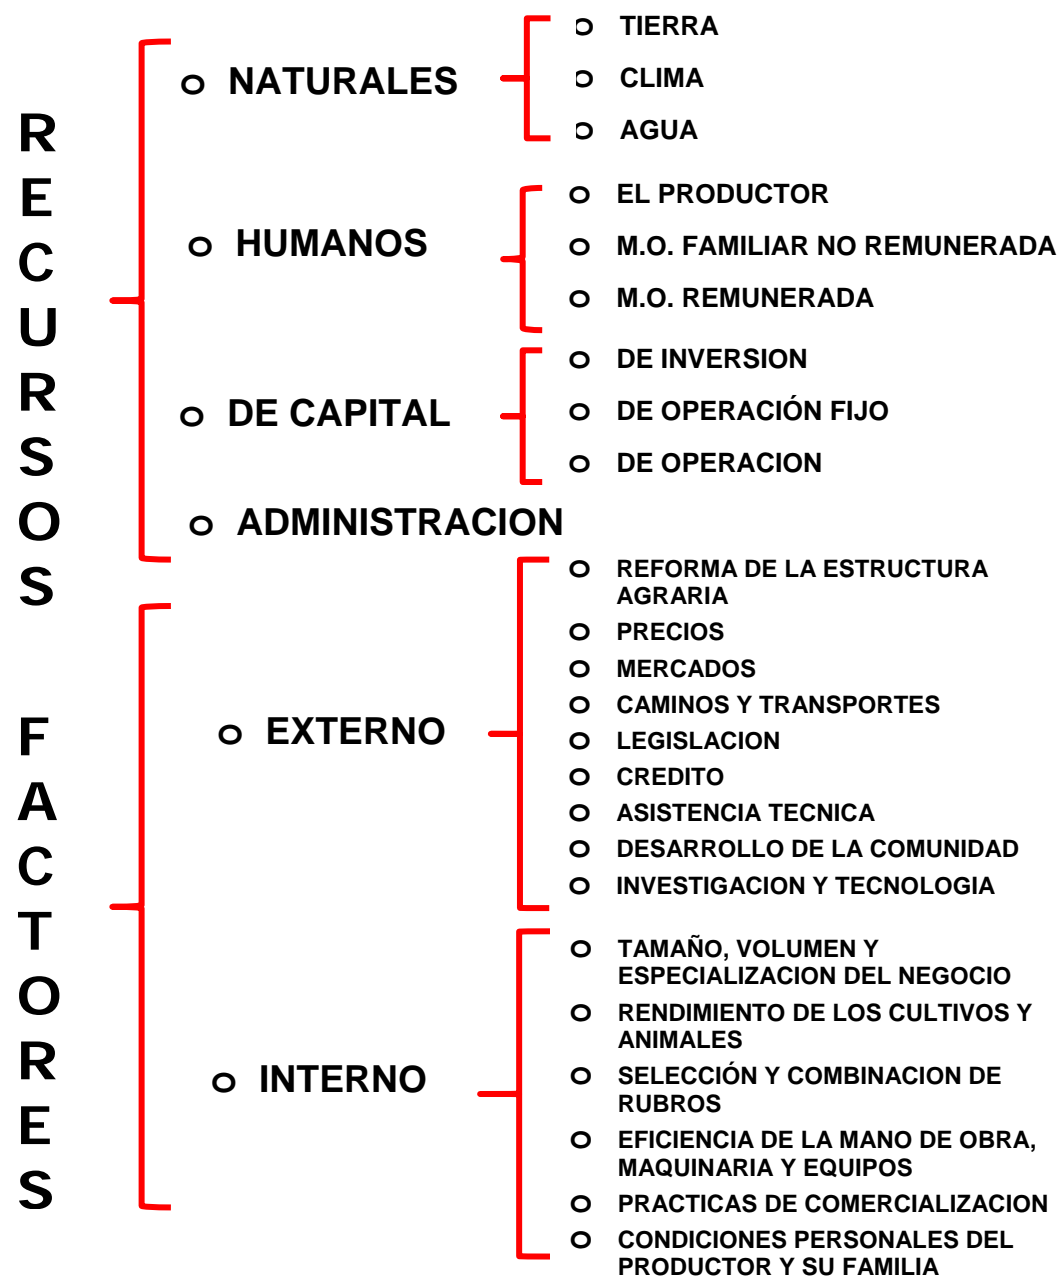 RECURSOS
o NATURALES
o TIERRA
o CLIMA
o AGUA
o HUMANOS
o EL PRODUCTOR
o M.O. FAMILIAR NO REMUNERADA
o M.O. REMUNERADA
o DE CAPITAL
o DE INVERSION
o DE OPERACIÓN FIJO
o DE OPERACION
o ADMINISTRACION
FACTORES
o EXTERNO
o REFORMA DE LA ESTRUCTURA
AGRARIA
o PRECIOS
o MERCADOS
o CAMINOS Y TRANSPORTES
o LEGISLACION
o CREDITO
o ASISTENCIA TECNICA
o DESARROLLO DE LA COMUNIDAD
o INVESTIGACION Y TECNOLOGIA
o INTERNO
o TAMAÑO, VOLUMEN Y
ESPECIALIZACION DEL NEGOCIO
o RENDIMIENTO DE LOS CULTIVOS Y
ANIMALES
o SELECCIÓN Y COMBINACION DE
RUBROS
o EFICIENCIA DE LA MANO DE OBRA,
MAQUINARIA Y EQUIPOS
o PRACTICAS DE COMERCIALIZACION
o CONDICIONES PERSONALES DEL
PRODUCTOR Y SU FAMILIA